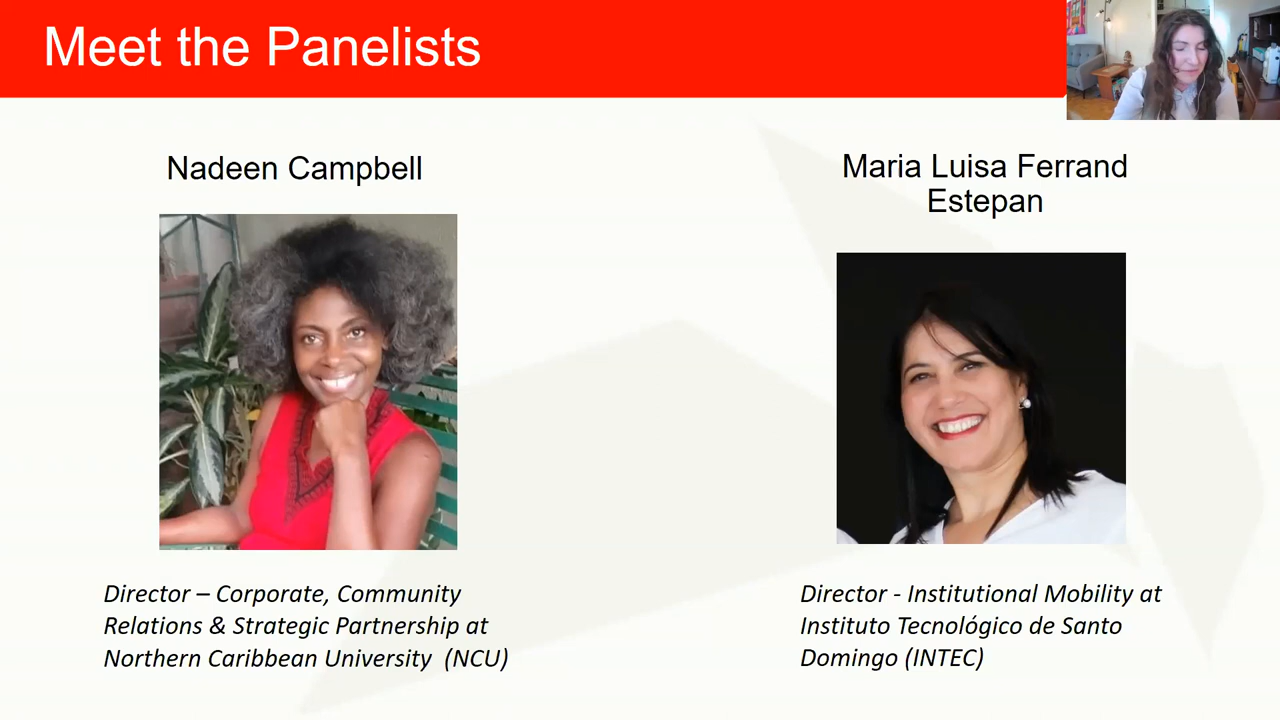 Meet the Panelists
Nadeen Campbell
Director – Corporate, Community
Relations & Strategic Partnership at
Northern Caribbean University (NCU)
Maria Luisa Ferrand
Estepan
Director - Institutional Mobility at
Instituto Tecnológico de Santo
Domingo (INTEC)